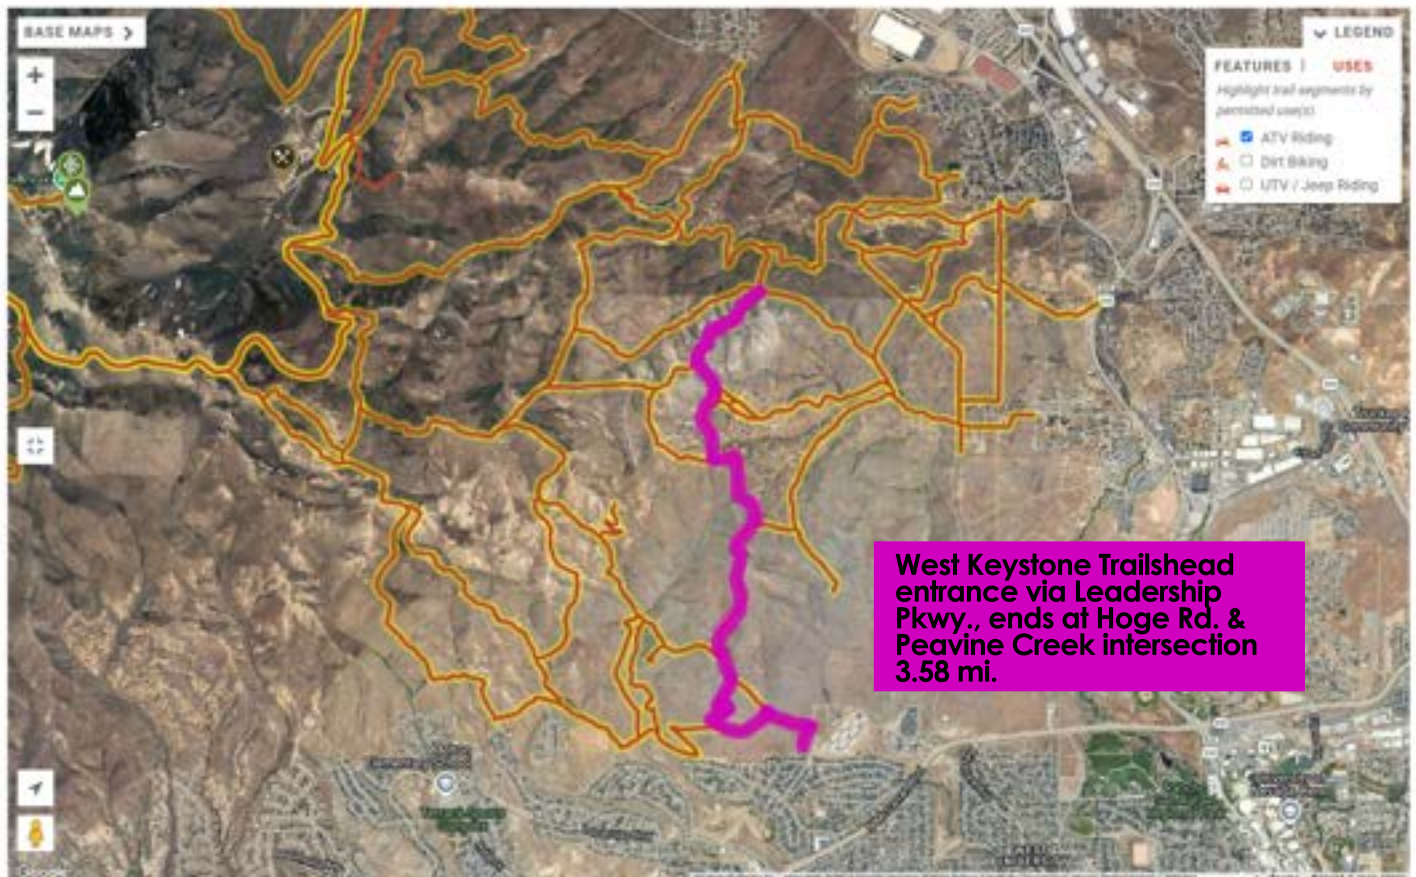 BASE MAPS
LEGEND
FEATURES | USES
Highlight trail segments by
permitted use(s).
ATV Riding
Dirt Biking
UTV / Jeep Riding
West Keystone Trailshead
entrance via Leadership
Pkwy., ends at Hoge Rd. &
Peavine Creek intersection
3.58 mi.
Google